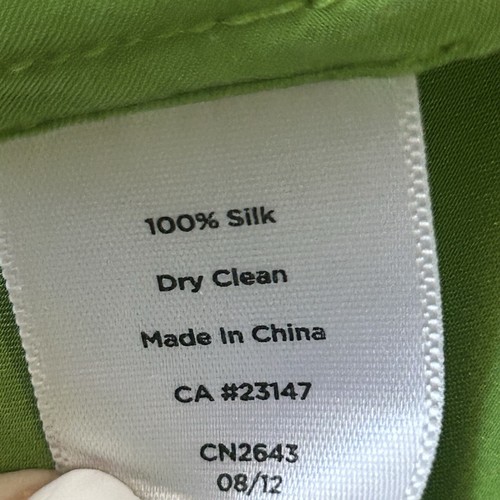 100% Silk
Dry Clean
Made In China
CA #23147
CN2643
08/12